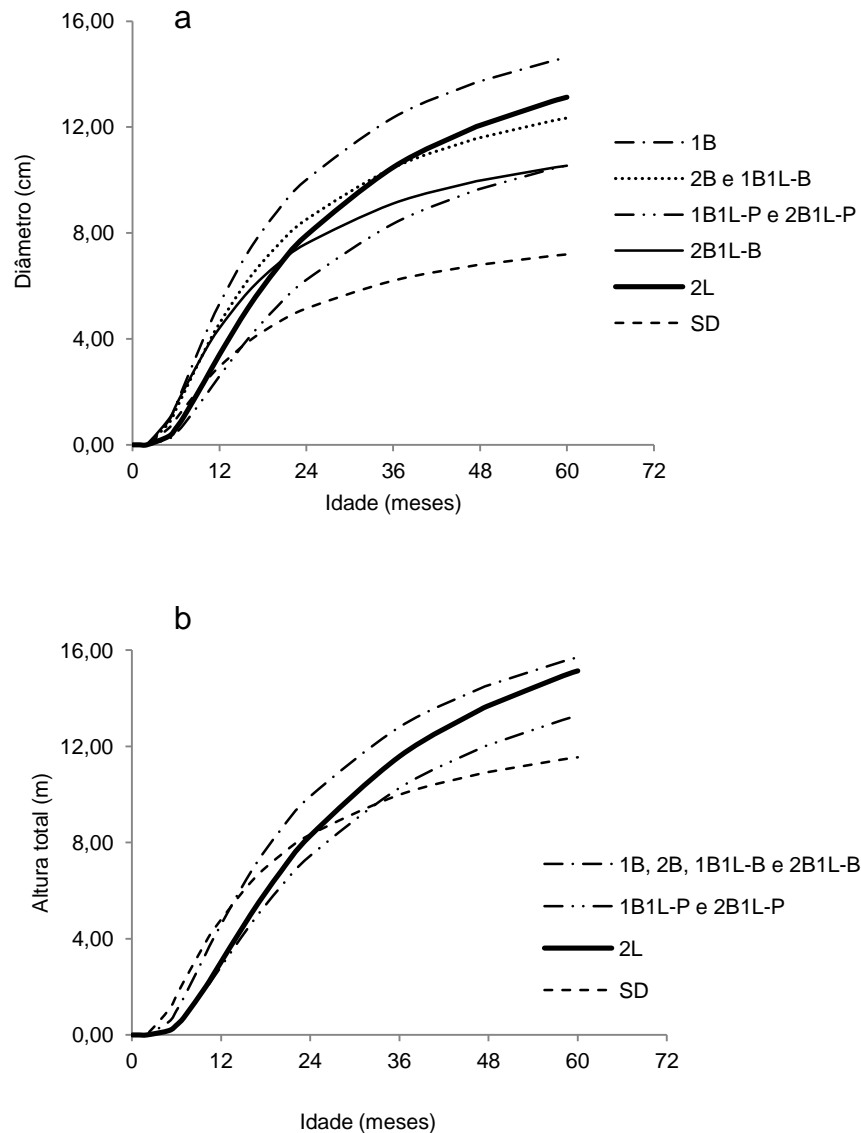 a
16,00
12,00
8,00
4,00
0,00
Diâmetro (cm)
0 12 24 36 48 60 72
Idade (meses)
1B
2B e 1B1L-B
1B1L-P e 2B1L-P
2B1L-B
2L
SD
b
16,00
12,00
8,00
4,00
0,00
Altura total (m)
0 12 24 36 48 60 72
Idade (meses)
1B, 2B, 1B1L-B e 2B1L-B
1B1L-P e 2B1L-P
2L
SD